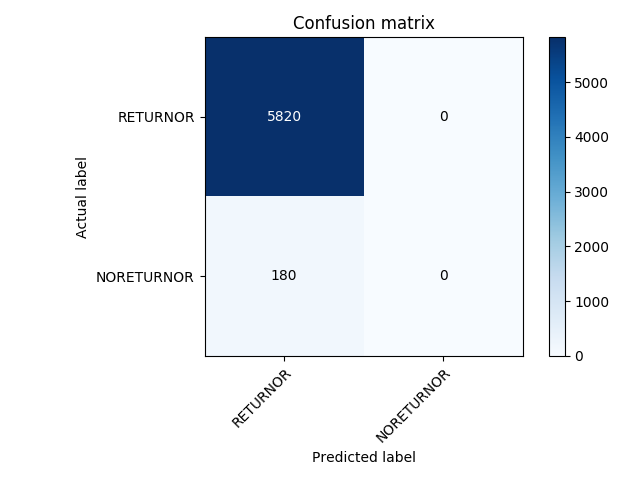 Confusion matrix
Actual label
RETURNOR
5820
0
NORETURNOR
180
0
RETURNOR
NORETURNOR
Predicted label
5000
4000
3000
2000
1000
0